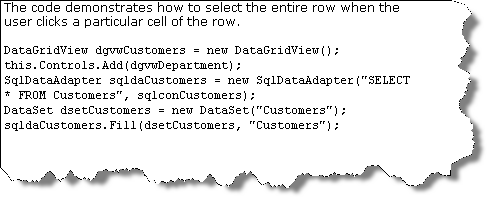 The code demonstrates how to select the entire row when the
user clicks a particular cell of the row.
DataGridView dgvwCustomers = new DataGridView();
this.Controls.Add(dgvwDepartment);
SqlDataAdapter sqldaCustomers = new SqlDataAdapter("SELECT
* FROM Customers", sqlconCustomers);
DataSet dsetCustomers = new DataSet("Customers");
sqldaCustomers.Fill(dsetCustomers, "Customers");